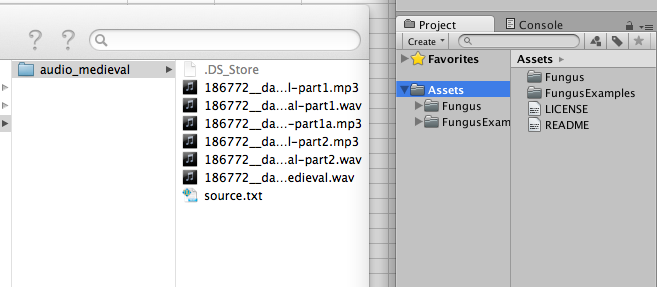 audio_medieval
.DS_Store
186772__da...l-part1.mp3
186772__da...al-part1.wav
186772__da...-part1a.mp3
186772__da...l-part2.mp3
186772__da...al-part2.wav
186772__da...edieval.wav
source.txt
Project
Console
Create
Favorites
Assets
Fungus
FungusExam
Assets
Fungus
FungusExamples
LICENSE
README